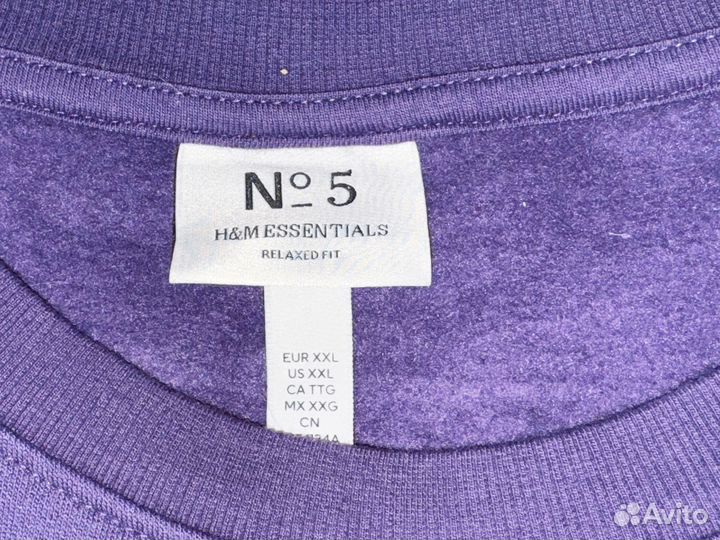 Nº 5
H&M ESSENTIALS
RELAXED FIT
EUR XXL
US XXL
CA TTG
MX XXG
CN
Avito